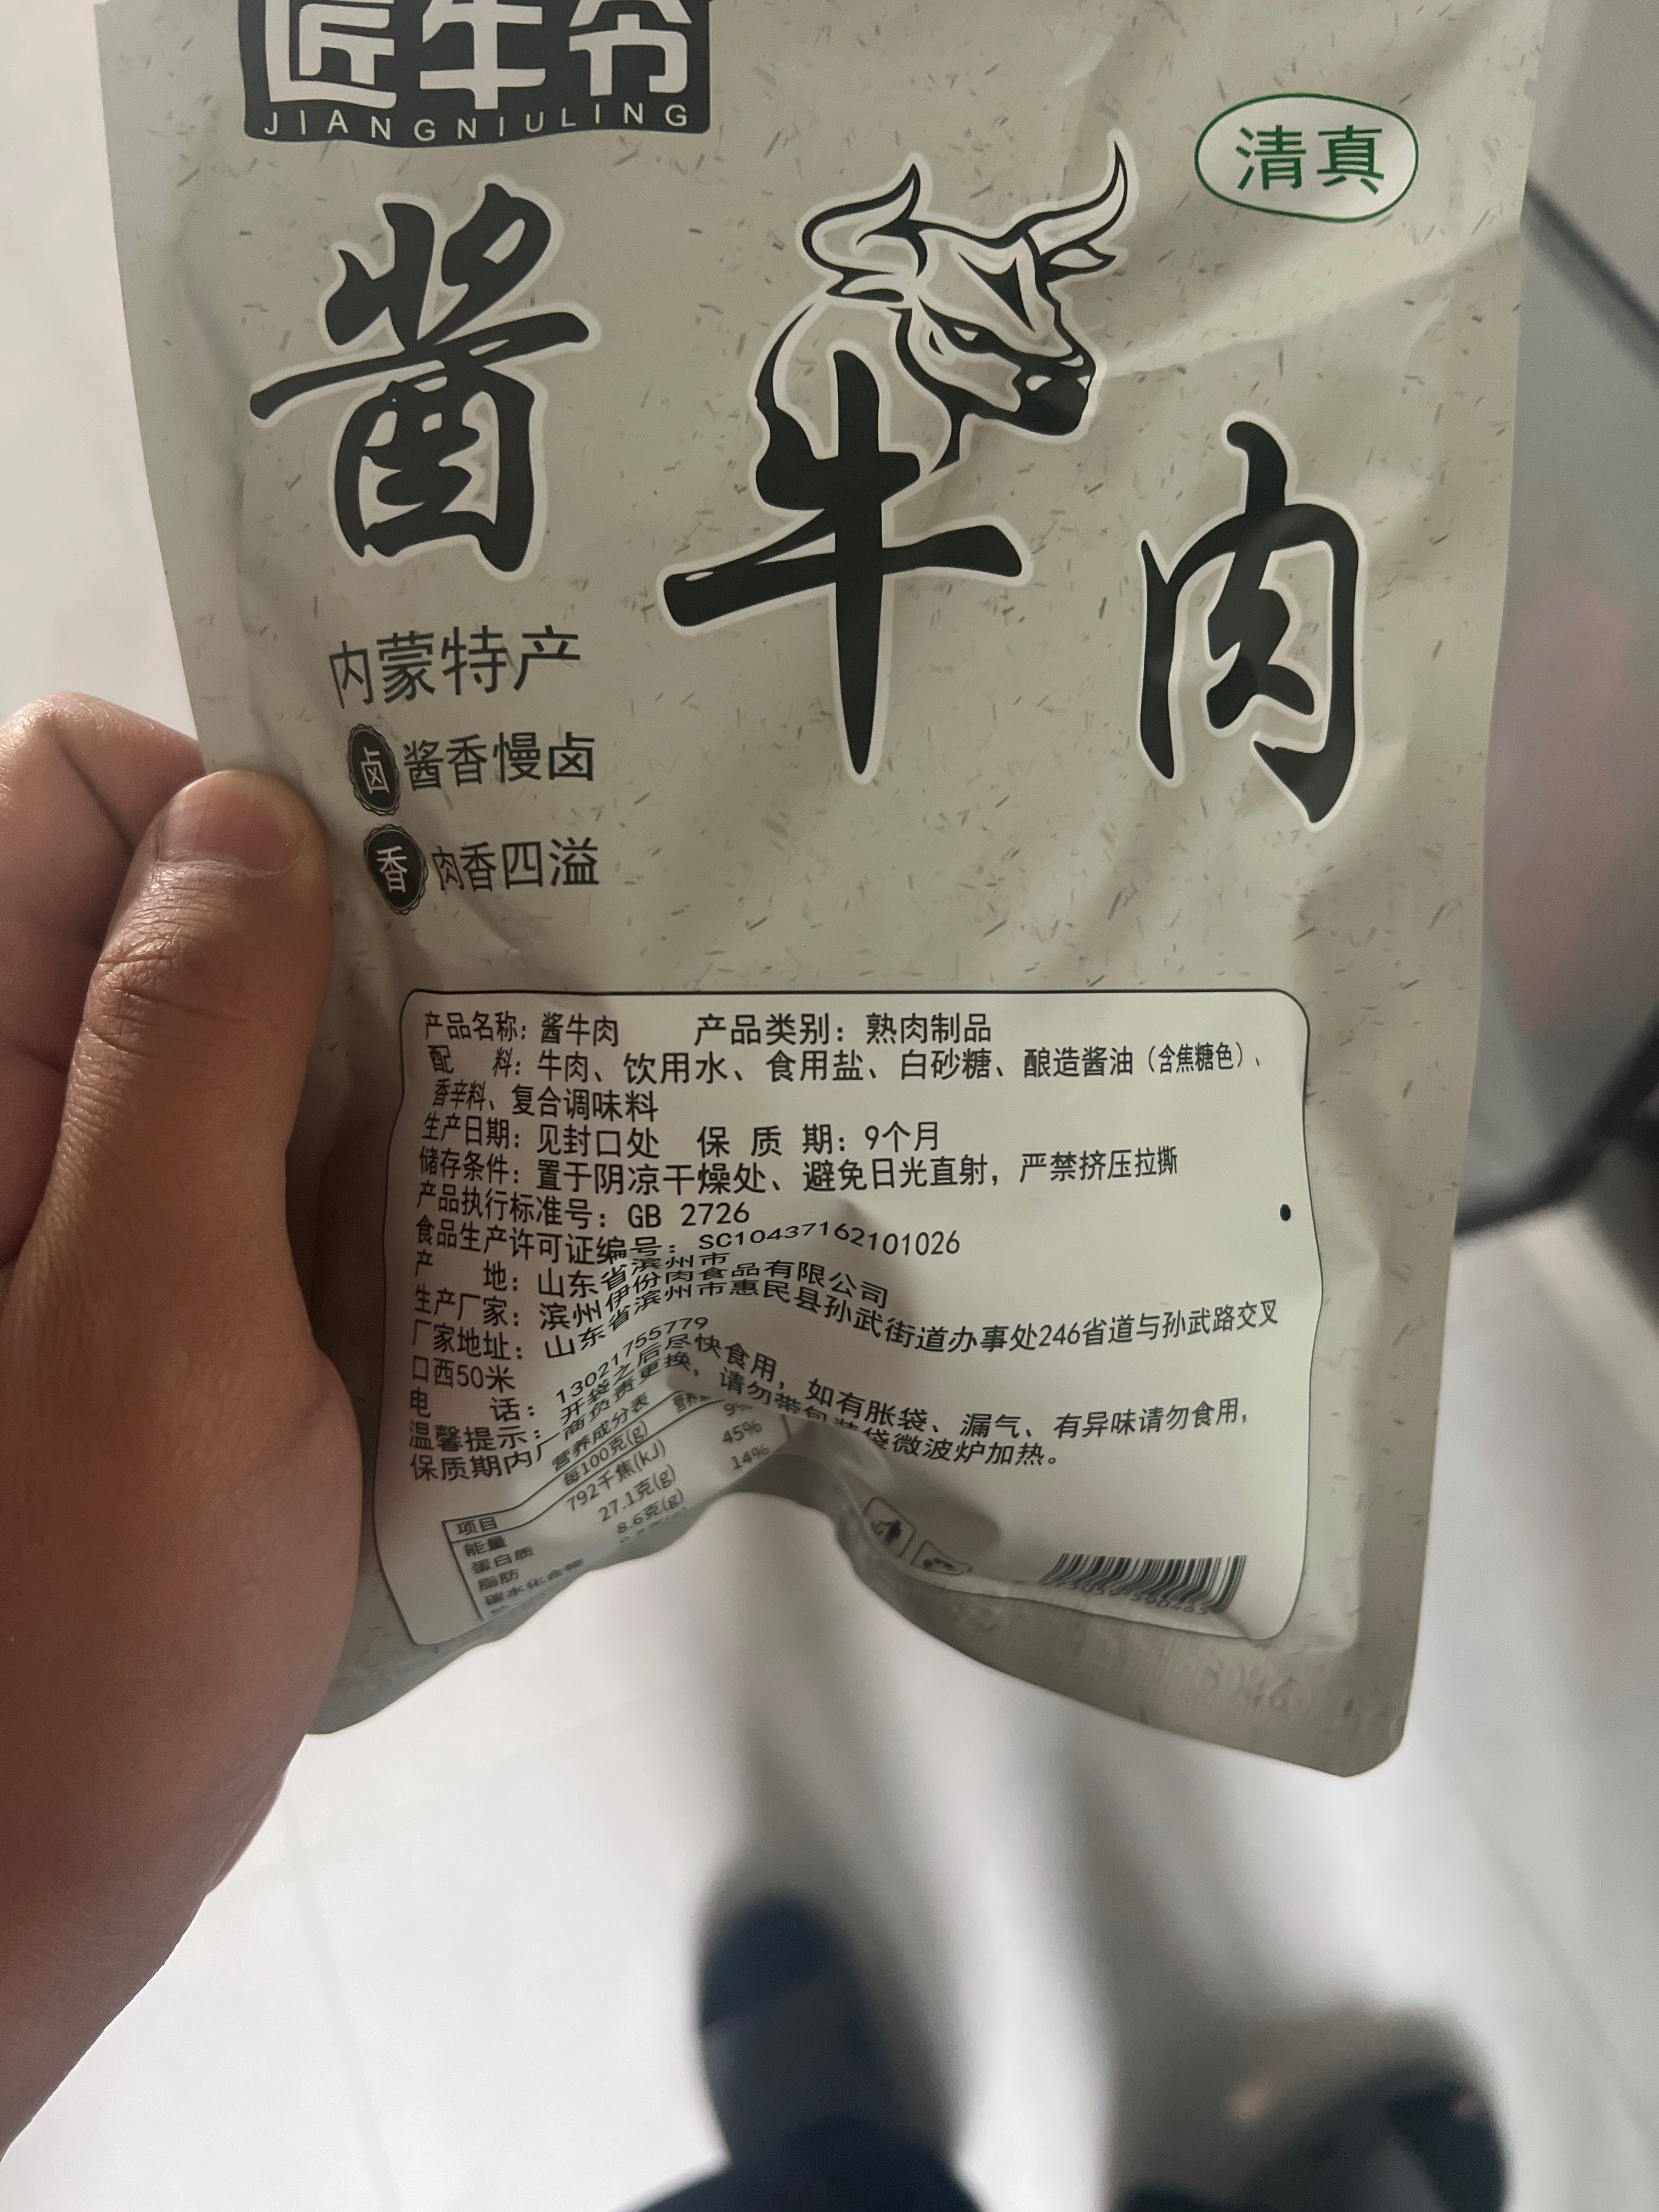 匠牛令
JIANGNIULING
清真
酱牛肉
内蒙特产
卤 酱香慢卤
香 肉香四溢
产品名称：酱牛肉 产品类别：熟肉制品
配 料：牛肉、饮用水、食用盐、白砂糖、酿造酱油（含焦糖色）、
香辛料、复合调味料
生产日期：见封口处 保 质 期：9个月
储存条件：置于阴凉干燥处、避免日光直射，严禁挤压拉撕
产品执行标准号：GB 2726
食品生产许可证编号：SC10437162101026
产 地：山东省滨州市
生产厂家：滨州伊份肉食品有限公司
厂家地址：山东省滨州市惠民县孙武街道办事处246省道与孙武路交叉
口西50米
电 话：13021755779
温馨提示：开袋之后尽快食用，如有胀袋、漏气、有异味请勿食用，
保质期内厂商负责更换，请勿带包装袋微波炉加热。
营养成分表
项目 每100克(g) 营养
能量 792千焦(kJ) 9%
蛋白质 27.1克(g) 45%
脂肪 8.6克(g) 14%
碳水化合物